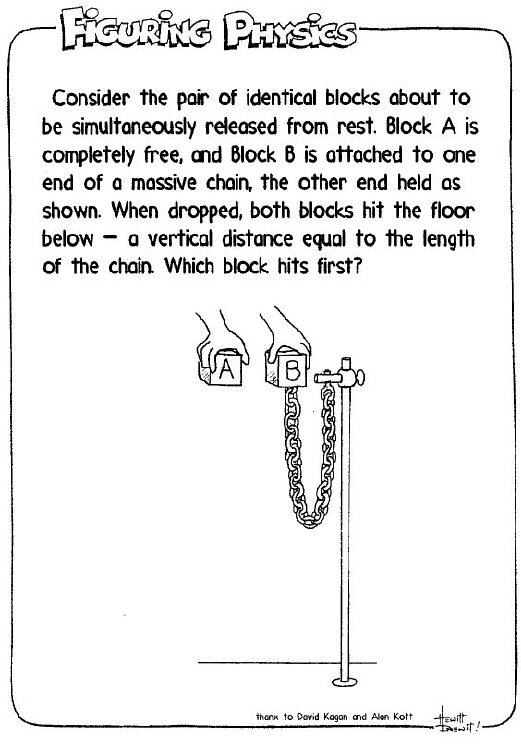 FIGURING PHYSICS
Consider the pair of identical blocks about to
be simultaneously released from rest. Block A is
completely free, and Block B is attached to one
end of a massive chain, the other end held as
shown. When dropped, both blocks hit the floor
below — a vertical distance equal to the length
of the chain. Which block hits first?
A B
thanx to David Kagan and Alen Kott
Hewitt
Drewit!